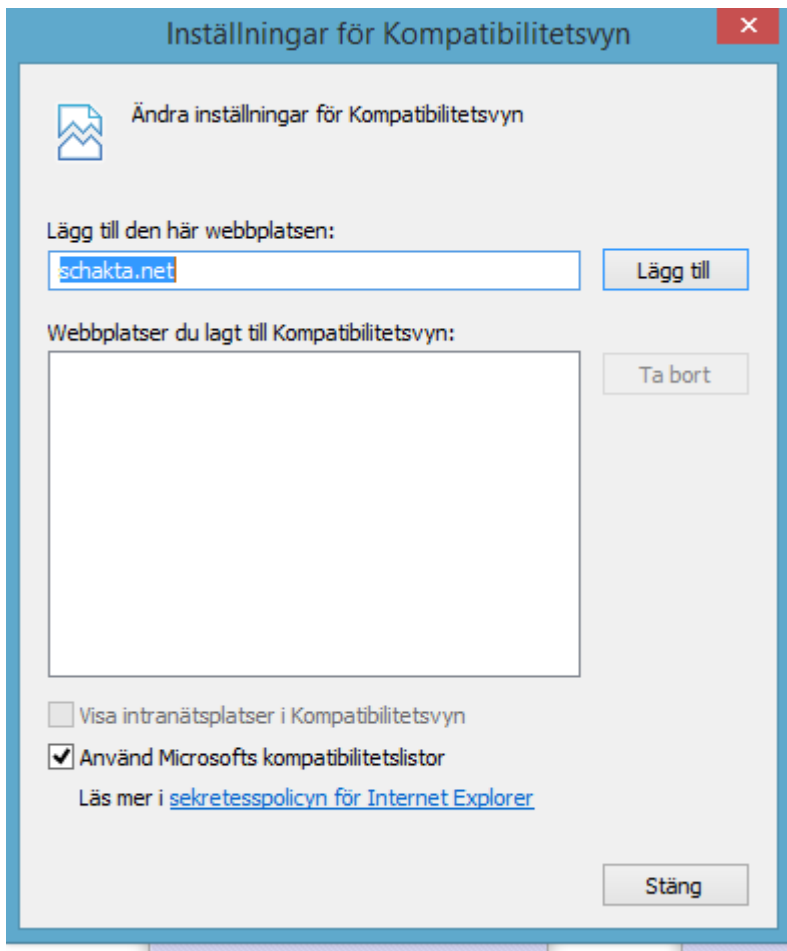 Inställningar för Kompatibilitetsvyn
Ändra inställningar för Kompatibilitetsvyn
Lägg till den här webbplatsen:
schakta.net
Lägg till
Webbplatser du lagt till Kompatibilitetsvyn:
Ta bort
Visa intranätsplatser i Kompatibilitetsvyn
Använd Microsofts kompatibilitetslistor
Läs mer i sekretesspolicyn för Internet Explorer
Stäng